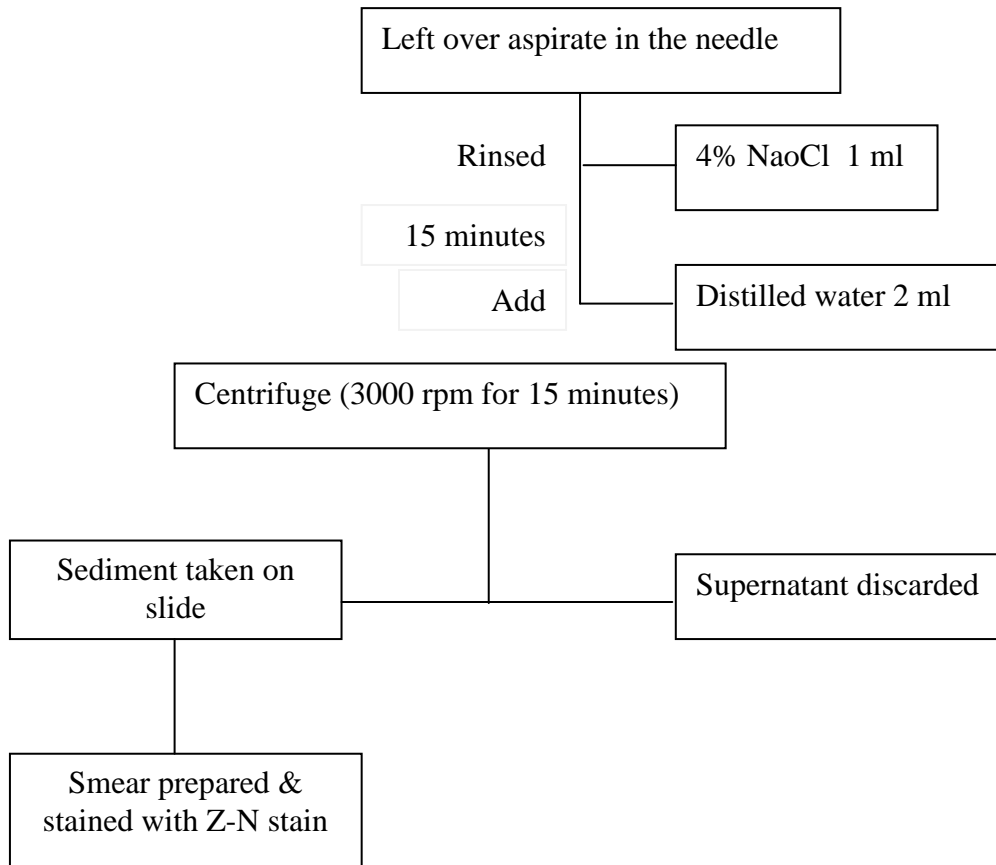 Left over aspirate in the needle
Rinsed
4% NaoCl 1 ml
15 minutes
Add
Distilled water 2 ml
Centrifuge (3000 rpm for 15 minutes)
Sediment taken on
slide
Supernatant discarded
Smear prepared &
stained with Z-N stain